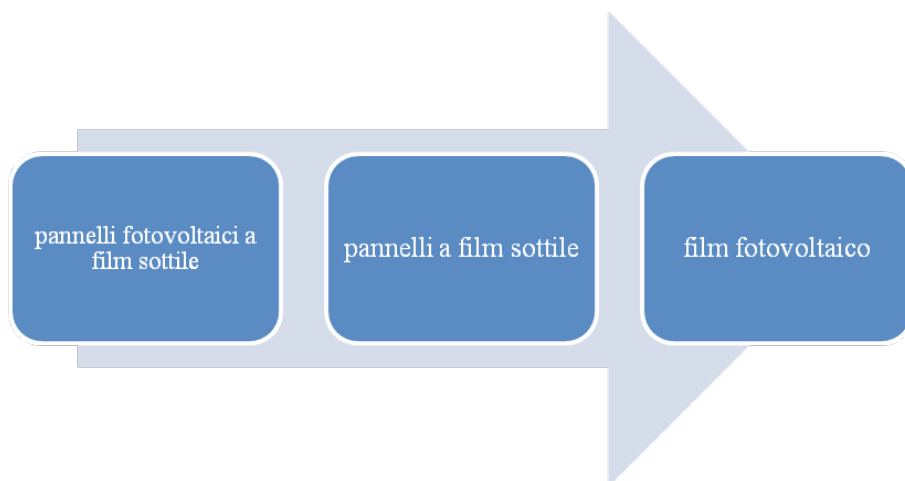 pannelli fotovoltaici a
film sottile
pannelli a film sottile
film fotovoltaico